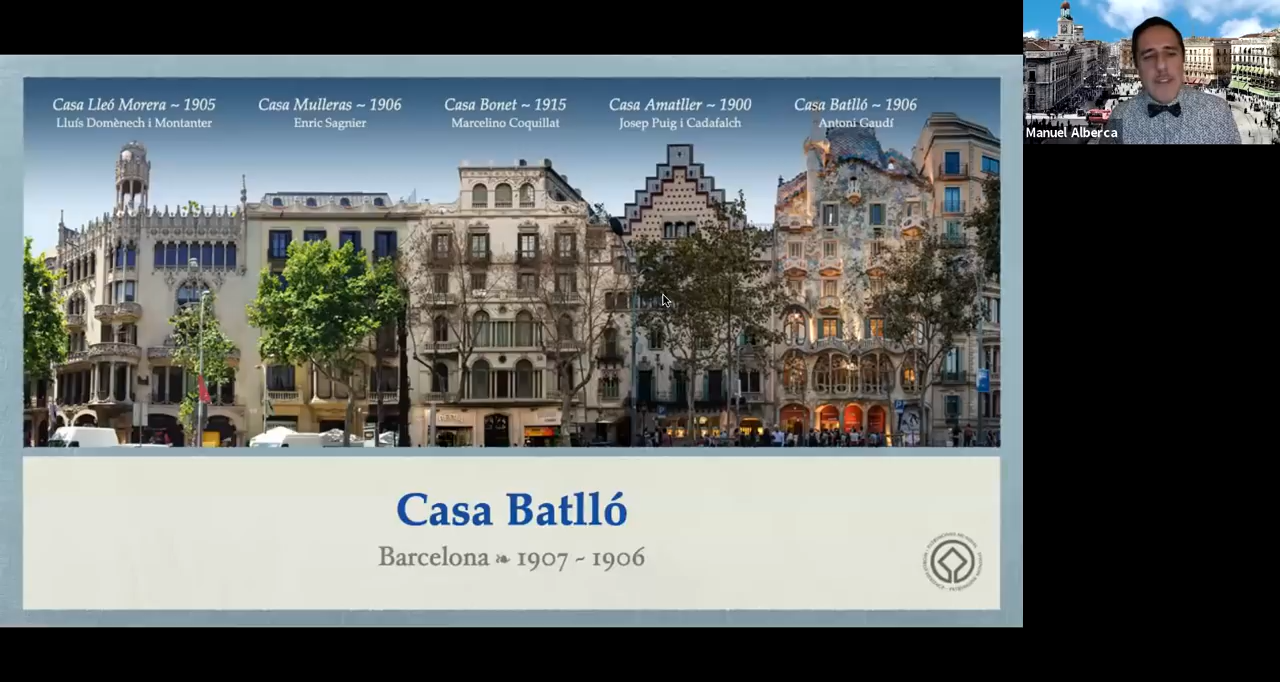 Casa Lleó Morera ~ 1905
Lluís Domènech i Montanter
Casa Mulleras ~ 1906
Enric Sagnier
Casa Bonet ~ 1915
Marcelino Coquillat
Casa Amatller ~ 1900
Josep Puig i Cadafalch
Casa Batlló ~ 1906
Antoni Gaudí
Manuel Alberca
Casa Batlló
Barcelona ❧ 1907 ~ 1906